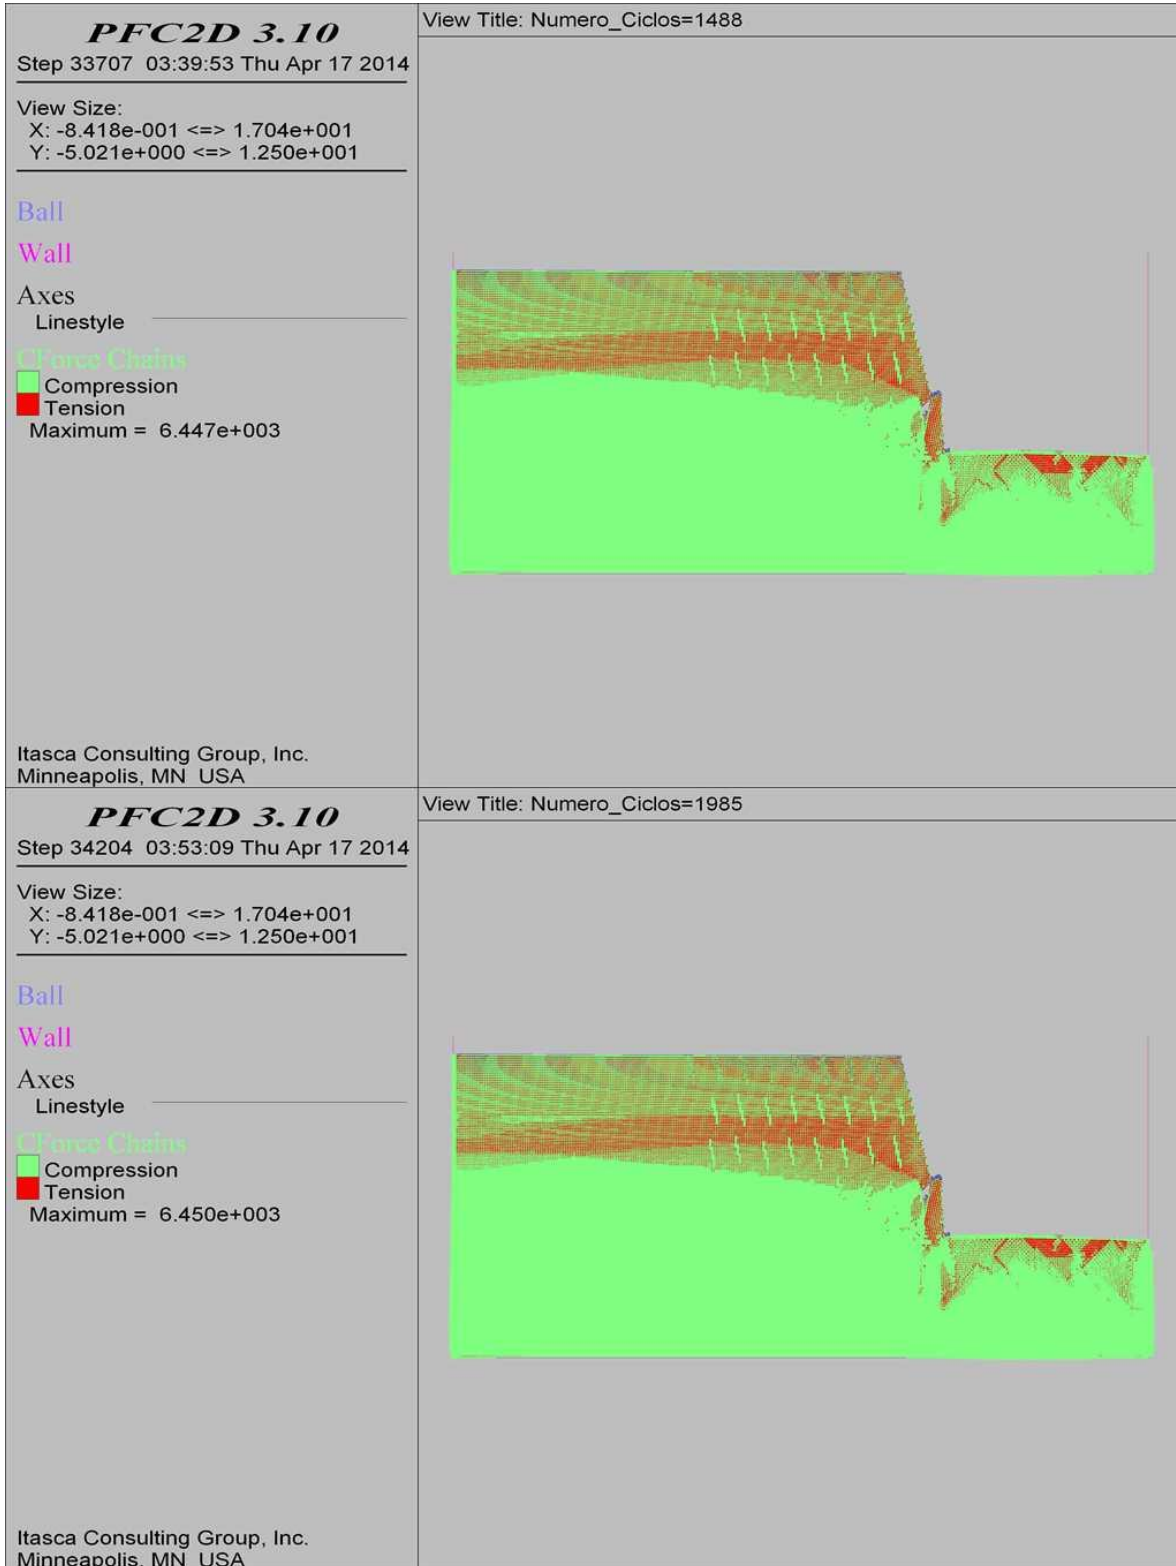 PFC2D 3.10
Step 33707 03:39:53 Thu Apr 17 2014
View Size:
X: -8.418e-001 <=> 1.704e+001
Y: -5.021e+000 <=> 1.250e+001
Ball
Wall
Axes
Linestyle
CForce Chains
Compression
Tension
Maximum = 6.447e+003
Itasca Consulting Group, Inc.
Minneapolis, MN USA
View Title: Numero_Ciclos=1488
PFC2D 3.10
Step 34204 03:53:09 Thu Apr 17 2014
View Size:
X: -8.418e-001 <=> 1.704e+001
Y: -5.021e+000 <=> 1.250e+001
Ball
Wall
Axes
Linestyle
CForce Chains
Compression
Tension
Maximum = 6.450e+003
Itasca Consulting Group, Inc.
Minneapolis, MN USA
View Title: Numero_Ciclos=1985